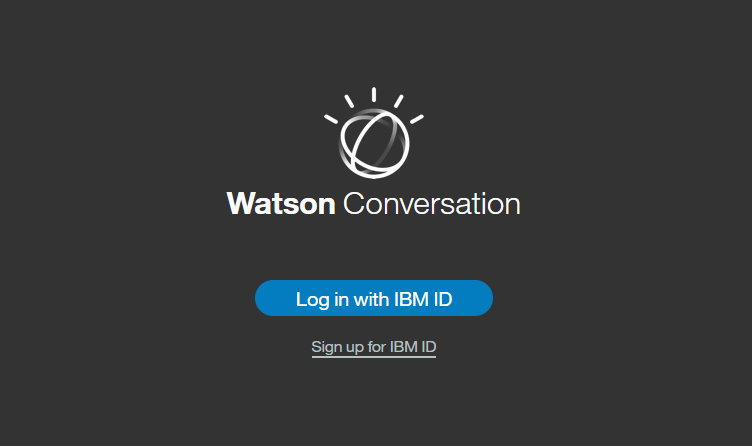 Watson Conversation
Log in with IBM ID
Sign up for IBM ID